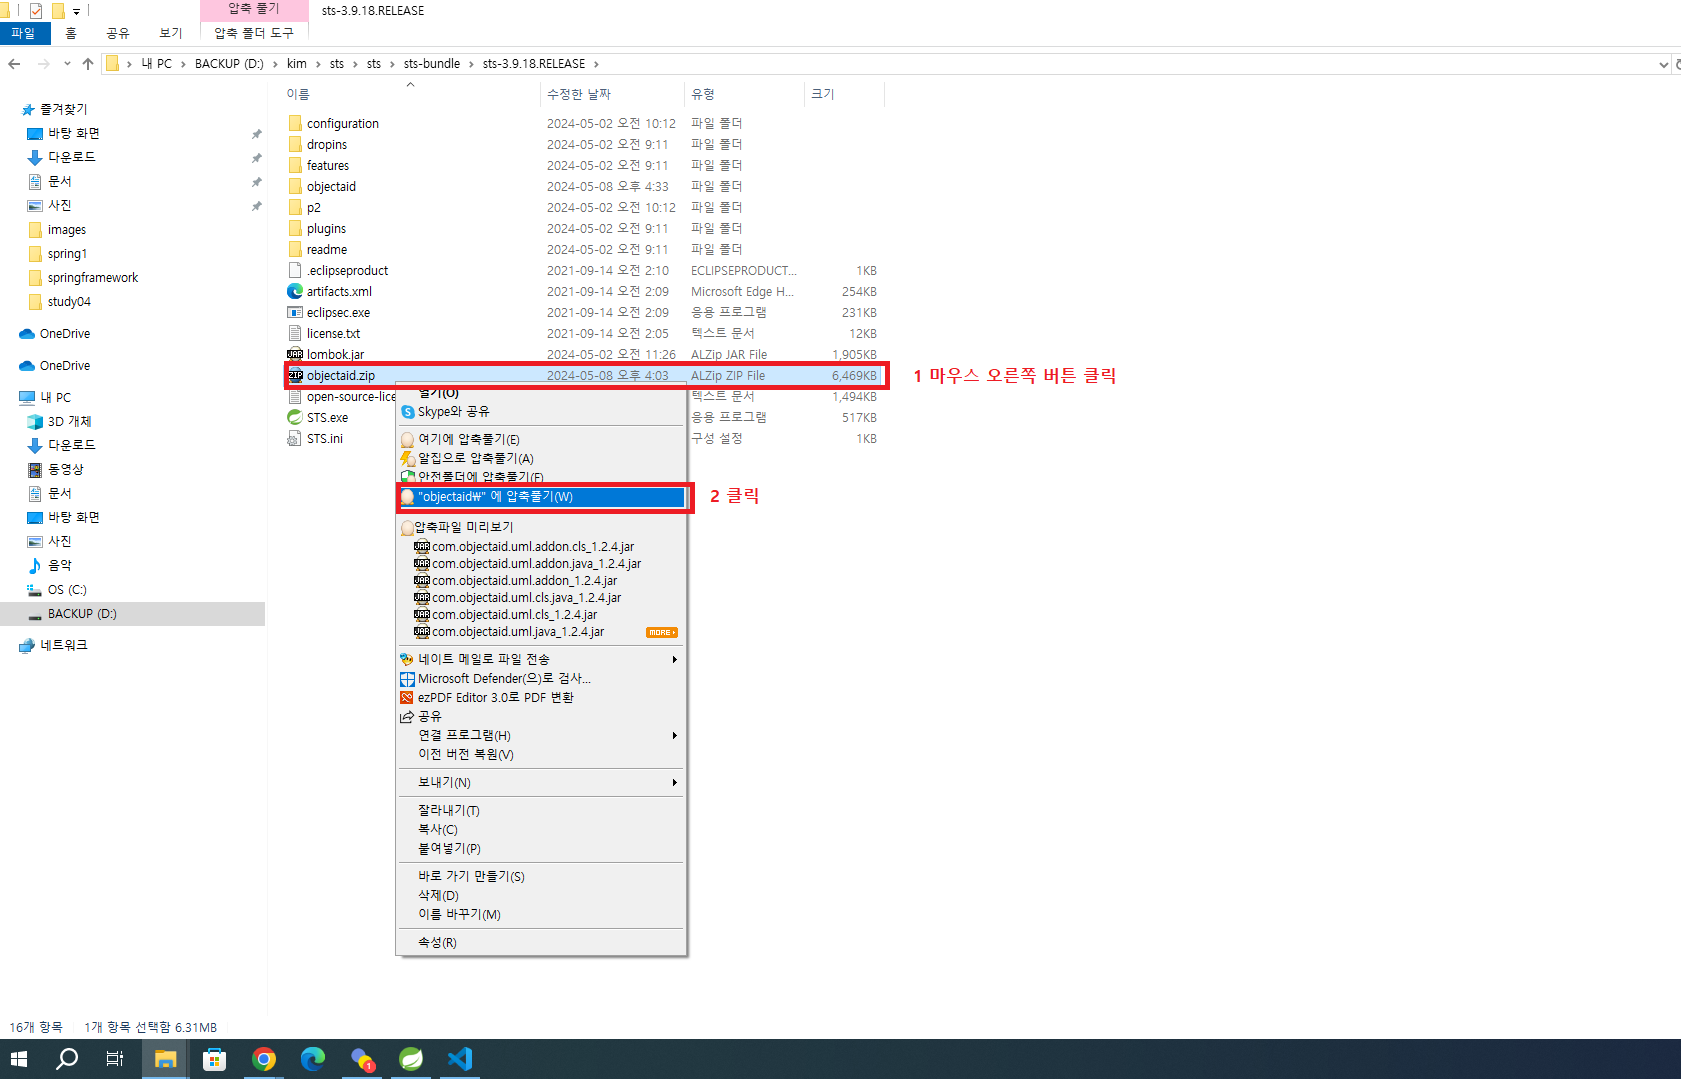 압축 풀기
sts-3.9.18.RELEASE
파일
홈
공유
보기
압축 폴더 도구
내 PC > BACKUP (D:) > kim > sts > sts > sts-bundle > sts-3.9.18.RELEASE >
이름
수정한 날짜
유형
크기
즐겨찾기
바탕 화면
다운로드
문서
사진
images
spring1
springframework
study04
OneDrive
OneDrive
내 PC
3D 개체
다운로드
동영상
문서
바탕 화면
사진
음악
OS (C:)
BACKUP (D:)
네트워크
configuration 2024-05-02 오전 10:12 파일 폴더
dropins 2024-05-02 오전 9:11 파일 폴더
features 2024-05-02 오전 9:11 파일 폴더
objectaid 2024-05-08 오후 4:33 파일 폴더
p2 2024-05-02 오전 10:12 파일 폴더
plugins 2024-05-02 오전 9:11 파일 폴더
readme 2024-05-02 오전 9:11 파일 폴더
.eclipseproduct 2021-09-14 오전 2:10 ECLIPSEPRODUCT... 1KB
artifacts.xml 2021-09-14 오전 2:09 Microsoft Edge H... 254KB
eclipsec.exe 2021-09-14 오전 2:09 응용 프로그램 231KB
license.txt 2021-09-14 오전 2:05 텍스트 문서 12KB
lombok.jar 2024-05-02 오전 11:26 ALZip JAR File 1,905KB
objectaid.zip 2024-05-08 오후 4:03 ALZip ZIP File 6,469KB
1 마우스 오른쪽 버튼 클릭
open-source-lice 텍스트 문서 1,494KB
STS.exe 응용 프로그램 517KB
STS.ini 구성 설정 1KB
열기(O)
Skype와 공유
여기에 압축풀기(E)
알집으로 압축풀기(A)
안전폴더에 압축풀기(F)
"objectaid₩" 에 압축풀기(W)
2 클릭
압축파일 미리보기
com.objectaid.uml.addon.cls_1.2.4.jar
com.objectaid.uml.addon.java_1.2.4.jar
com.objectaid.uml.addon_1.2.4.jar
com.objectaid.uml.cls.java_1.2.4.jar
com.objectaid.uml.cls_1.2.4.jar
com.objectaid.uml.java_1.2.4.jar
MORE
네이트 메일로 파일 전송
Microsoft Defender(으)로 검사...
ezPDF Editor 3.0로 PDF 변환
공유
연결 프로그램(H)
이전 버전 복원(V)
보내기(N)
잘라내기(T)
복사(C)
붙여넣기(P)
바로 가기 만들기(S)
삭제(D)
이름 바꾸기(M)
속성(R)
16개 항목
1개 항목 선택함 6.31MB
1